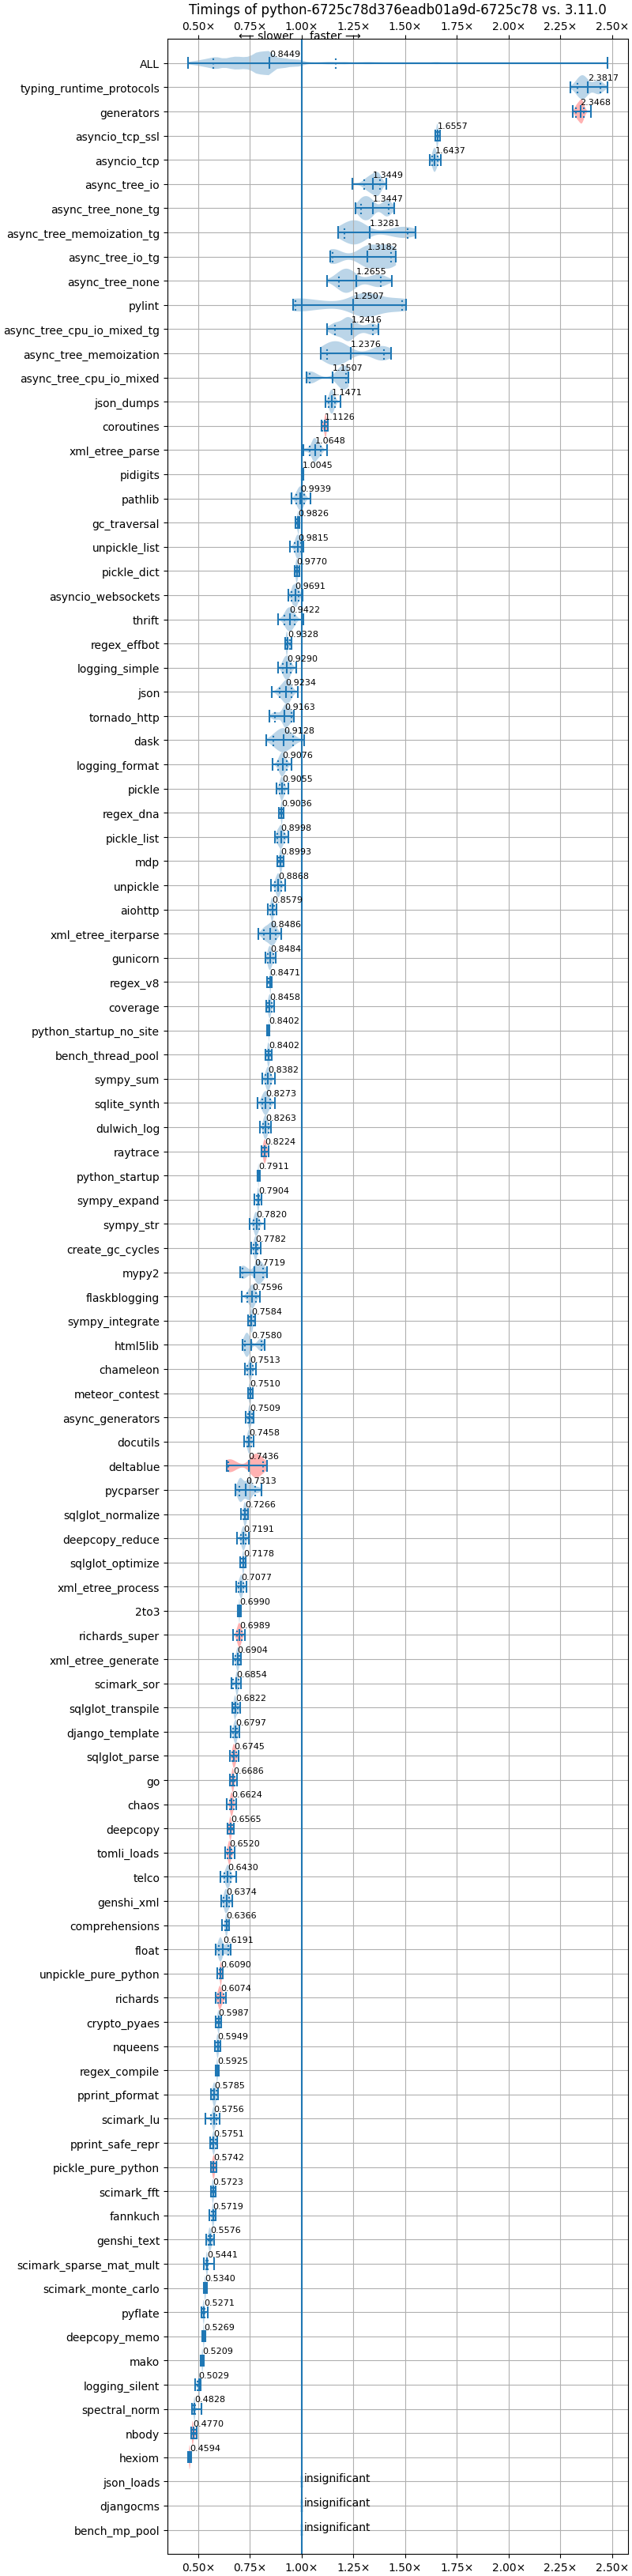 Timings of python-6725c78d376eadb01a9d-6725c78 vs. 3.11.0
0.50× 0.75× 1.00× 1.25× 1.50× 1.75× 2.00× 2.25× 2.50×
←— slower faster —→
ALL 0.8449
typing_runtime_protocols 2.3817
generators 2.3468
asyncio_tcp_ssl 1.6557
asyncio_tcp 1.6437
async_tree_io 1.3449
async_tree_none_tg 1.3447
async_tree_memoization_tg 1.3281
async_tree_io_tg 1.3182
async_tree_none 1.2655
pylint 1.2507
async_tree_cpu_io_mixed_tg 1.2416
async_tree_memoization 1.2376
async_tree_cpu_io_mixed 1.1507
json_dumps 1.1471
coroutines 1.1126
xml_etree_parse 1.0648
pidigits 1.0045
pathlib 0.9939
gc_traversal 0.9826
unpickle_list 0.9815
pickle_dict 0.9770
asyncio_websockets 0.9691
thrift 0.9422
regex_effbot 0.9328
logging_simple 0.9290
json 0.9234
tornado_http 0.9163
dask 0.9128
logging_format 0.9076
pickle 0.9055
regex_dna 0.9036
pickle_list 0.8998
mdp 0.8993
unpickle 0.8868
aiohttp 0.8579
xml_etree_iterparse 0.8486
gunicorn 0.8484
regex_v8 0.8471
coverage 0.8458
python_startup_no_site 0.8402
bench_thread_pool 0.8402
sympy_sum 0.8382
sqlite_synth 0.8273
dulwich_log 0.8263
raytrace 0.8224
python_startup 0.7911
sympy_expand 0.7904
sympy_str 0.7820
create_gc_cycles 0.7782
mypy2 0.7719
flaskblogging 0.7596
sympy_integrate 0.7584
html5lib 0.7580
chameleon 0.7513
meteor_contest 0.7510
async_generators 0.7509
docutils 0.7458
deltablue 0.7436
pycparser 0.7313
sqlglot_normalize 0.7266
deepcopy_reduce 0.7191
sqlglot_optimize 0.7178
xml_etree_process 0.7077
2to3 0.6990
richards_super 0.6989
xml_etree_generate 0.6904
scimark_sor 0.6854
sqlglot_transpile 0.6822
django_template 0.6797
sqlglot_parse 0.6745
go 0.6686
chaos 0.6624
deepcopy 0.6565
tomli_loads 0.6520
telco 0.6430
genshi_xml 0.6374
comprehensions 0.6366
float 0.6191
unpickle_pure_python 0.6090
richards 0.6074
crypto_pyaes 0.5987
nqueens 0.5949
regex_compile 0.5925
pprint_pformat 0.5785
scimark_lu 0.5756
pprint_safe_repr 0.5751
pickle_pure_python 0.5742
scimark_fft 0.5723
fannkuch 0.5719
genshi_text 0.5576
scimark_sparse_mat_mult 0.5441
scimark_monte_carlo 0.5340
pyflate 0.5271
deepcopy_memo 0.5269
mako 0.5209
logging_silent 0.5029
spectral_norm 0.4828
nbody 0.4770
hexiom 0.4594
json_loads insignificant
djangocms insignificant
bench_mp_pool insignificant
0.50× 0.75× 1.00× 1.25× 1.50× 1.75× 2.00× 2.25× 2.50×